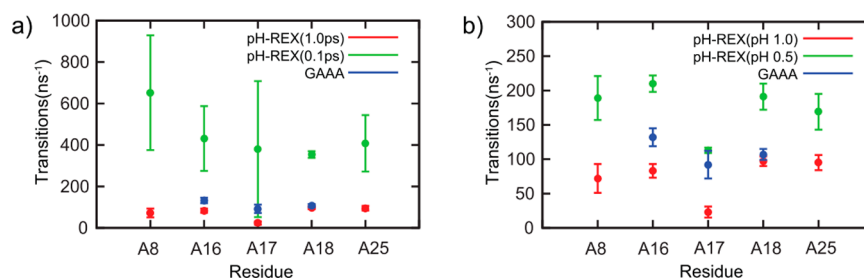 a)
pH-REX(1.0ps)
pH-REX(0.1ps)
GAAA
Transitions(ns⁻¹)
1000
800
600
400
200
0
A8 A16 A17 A18 A25
Residue
b)
pH-REX(pH 1.0)
pH-REX(pH 0.5)
GAAA
Transitions(ns⁻¹)
300
250
200
150
100
50
0
A8 A16 A17 A18 A25
Residue